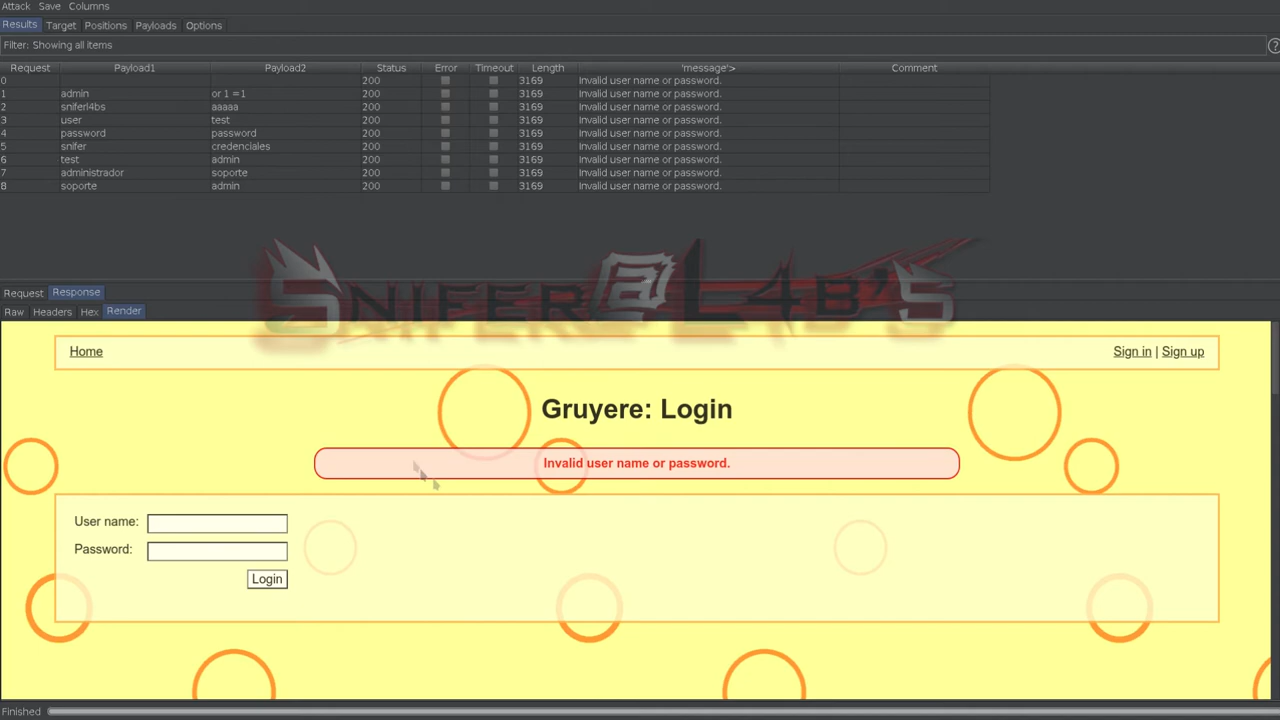 Attack Save Columns
Results Target Positions Payloads Options
Filter: Showing all items
Request Payload1 Payload2 Status Error Timeout Length 'message'> Comment
0 200 3169 Invalid user name or password.
1 admin or 1 =1 200 3169 Invalid user name or password.
2 sniferl4bs aaaaa 200 3169 Invalid user name or password.
3 user test 200 3169 Invalid user name or password.
4 password password 200 3169 Invalid user name or password.
5 snifer credenciales 200 3169 Invalid user name or password.
6 test admin 200 3169 Invalid user name or password.
7 administrador soporte 200 3169 Invalid user name or password.
8 soporte admin 200 3169 Invalid user name or password.
Snifer@L4b's
Request Response
Raw Headers Hex Render
Home Sign in | Sign up
Gruyere: Login
Invalid user name or password.
User name:
Password:
Login
Finished